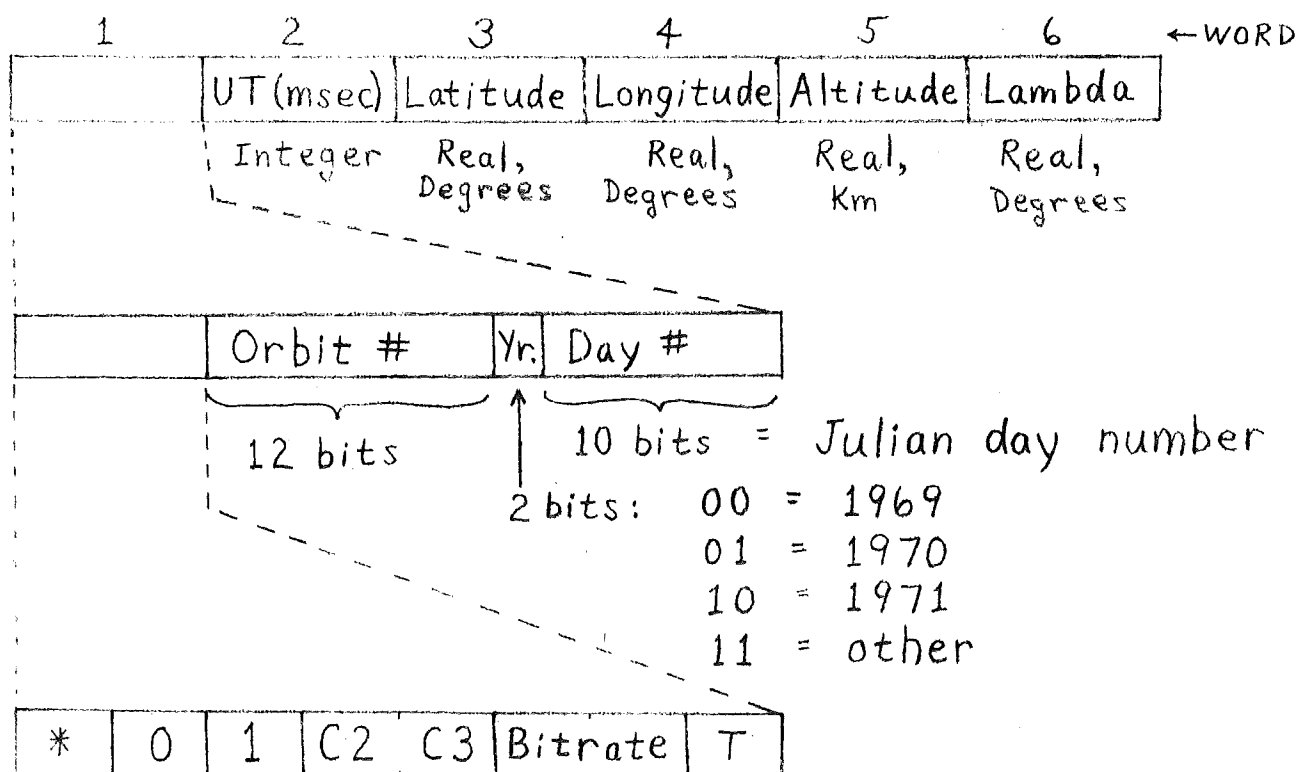 1 2 3 4 5 6 ←WORD
UT(msec) Latitude Longitude Altitude Lambda
Integer Real, Real, Real, Real,
Degrees Degrees Km Degrees
Orbit # Yr. Day #
12 bits 10 bits = Julian day number
2 bits: 00 = 1969
01 = 1970
10 = 1971
11 = other
* 0 1 C2 C3 Bitrate T